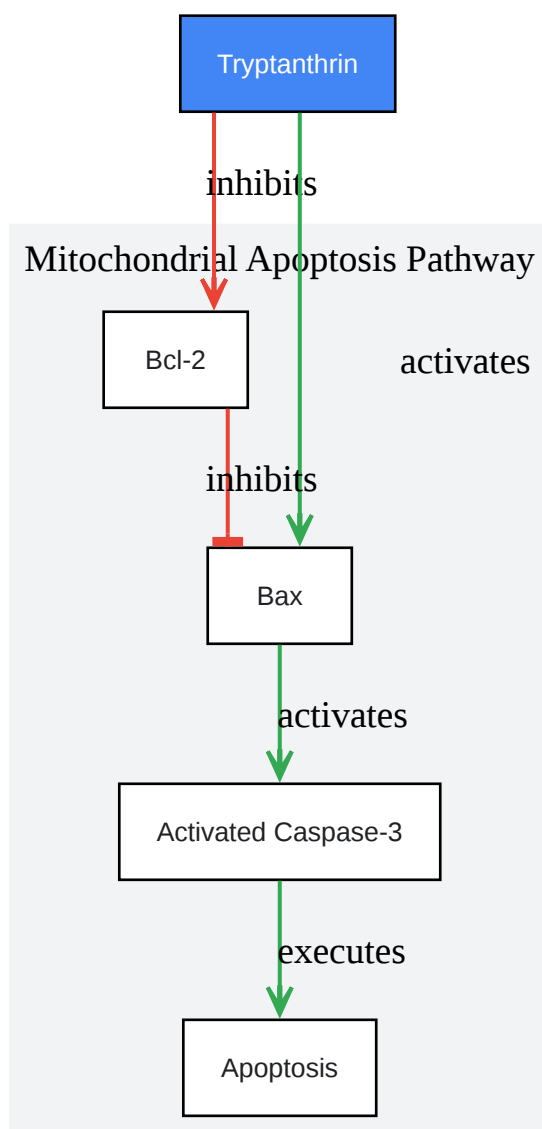 Tryptanthrin
inhibits
Mitochondrial Apoptosis Pathway
Bcl-2
activates
inhibits
Bax
activates
Activated Caspase-3
executes
Apoptosis